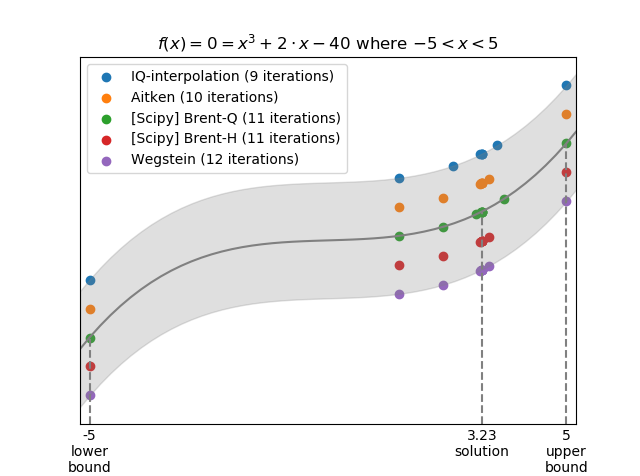 f(x) = 0 = x³ + 2 · x − 40 where −5 < x < 5
IQ-interpolation (9 iterations)
Aitken (10 iterations)
[Scipy] Brent-Q (11 iterations)
[Scipy] Brent-H (11 iterations)
Wegstein (12 iterations)
-5
lower
bound
3.23
solution
5
upper
bound